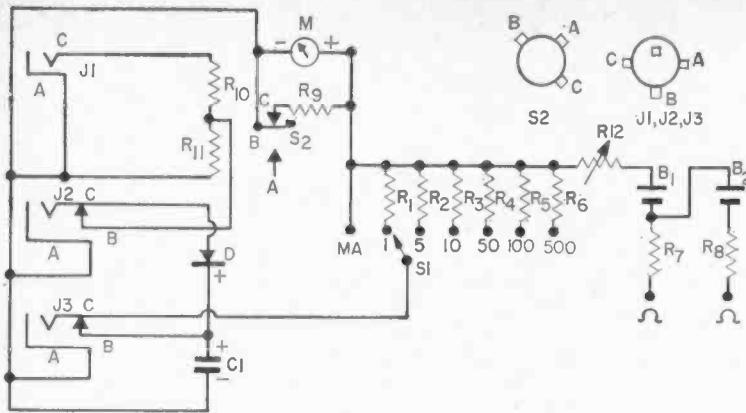 C
A
J1
R10
R11
J2
C
A
B
D
+
J3
C
A
B
+
C1
-
M
-
+
C
R9
B
S2
A
MA
R1
R2
R3
R4
R5
R6
1
5
10
50
100
500
S1
B
A
C
S2
C
A
B
J1,J2,J3
R12
B1
B2
R7
R8
Ω
Ω